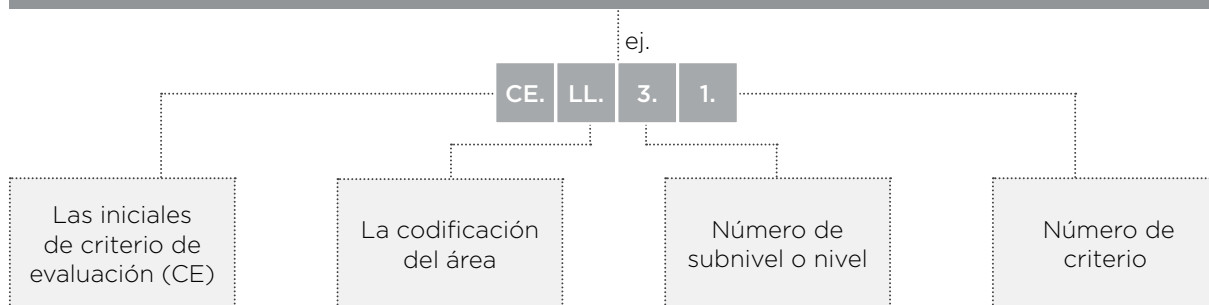 ej.
CE. LL. 3. 1.
Las iniciales
de criterio de
evaluación (CE)
La codificación
del área
Número de
subnivel o nivel
Número de
criterio